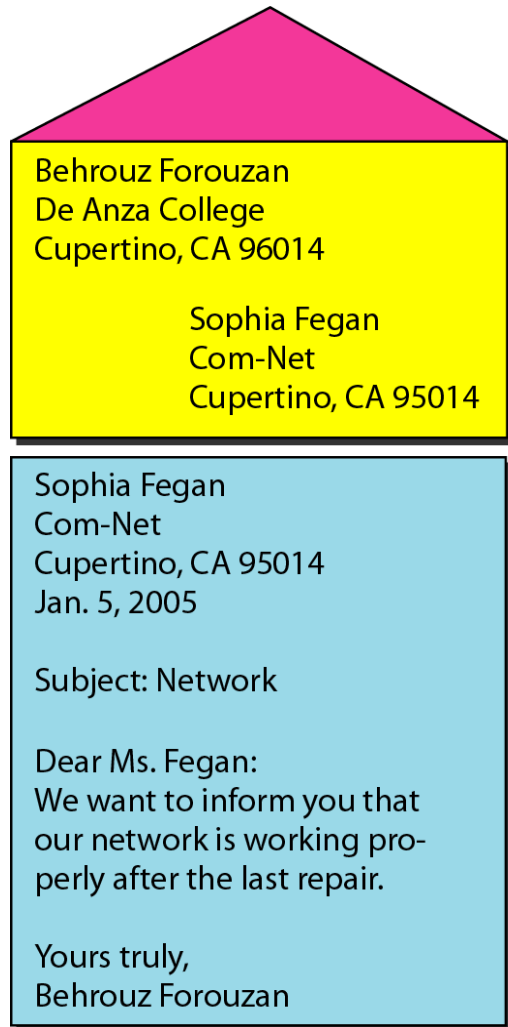 Behrouz Forouzan
De Anza College
Cupertino, CA 96014
Sophia Fegan
Com-Net
Cupertino, CA 95014
Sophia Fegan
Com-Net
Cupertino, CA 95014
Jan. 5, 2005
Subject: Network
Dear Ms. Fegan:
We want to inform you that
our network is working pro-
perly after the last repair.
Yours truly,
Behrouz Forouzan